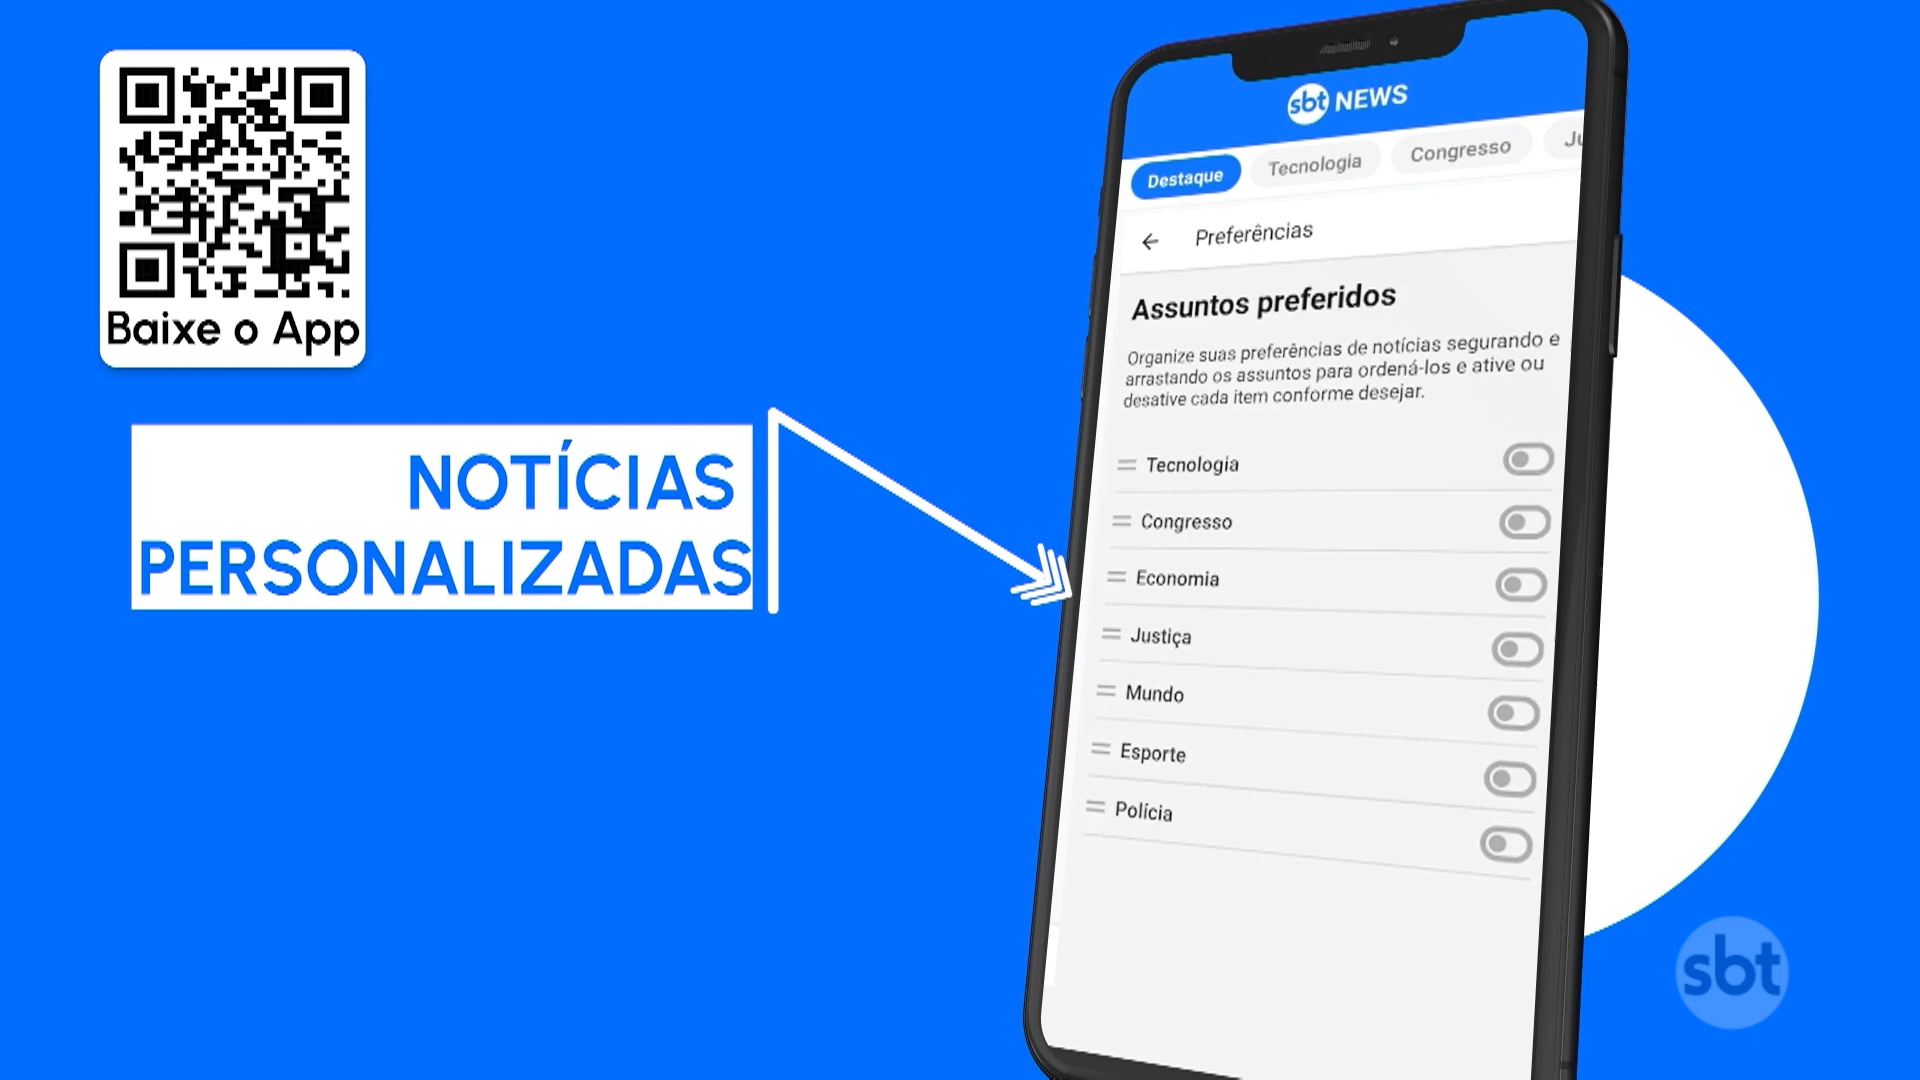 Baixe o App
NOTÍCIAS
PERSONALIZADAS
sbt NEWS
Destaque Tecnologia Congresso Ju
Preferências
Assuntos preferidos
Organize suas preferências de notícias segurando e
arrastando os assuntos para ordená-los e ative ou
desative cada item conforme desejar.
Tecnologia
Congresso
Economia
Justiça
Mundo
Esporte
Polícia
sbt